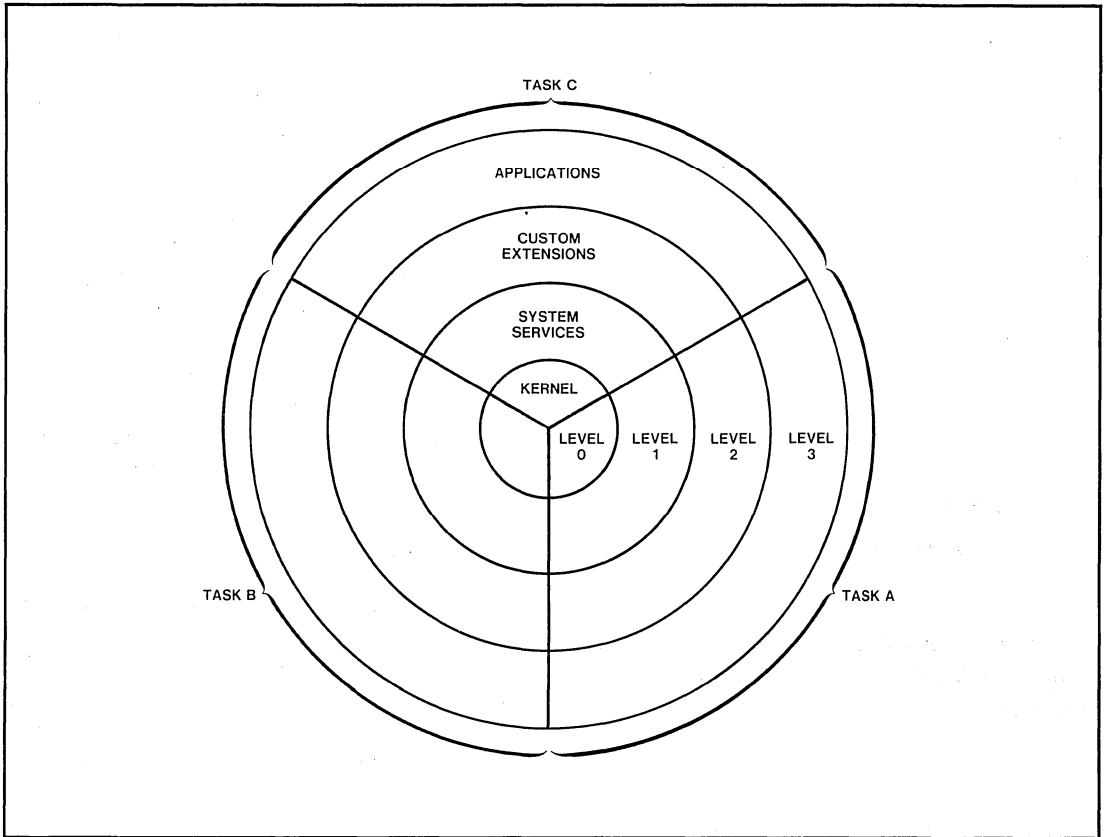 TASK C
APPLICATIONS
CUSTOM
EXTENSIONS
SYSTEM
SERVICES
KERNEL
LEVEL
0
LEVEL
1
LEVEL
2
LEVEL
3
TASK B
TASK A